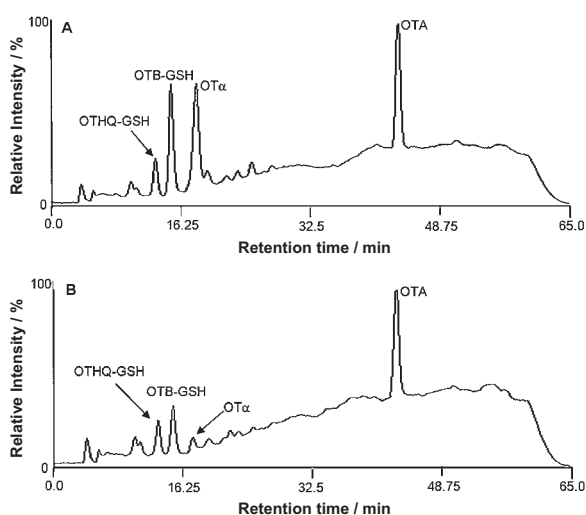 100
A
OTA
OTB-GSH
OTα
OTHQ-GSH
Relative Intensity / %
0
0.0 16.25 32.5 48.75 65.0
Retention time / min
100
B
OTA
OTHQ-GSH
OTB-GSH
OTα
Relative Intensity / %
0
0.0 16.25 32.5 48.75 65.0
Retention time / min